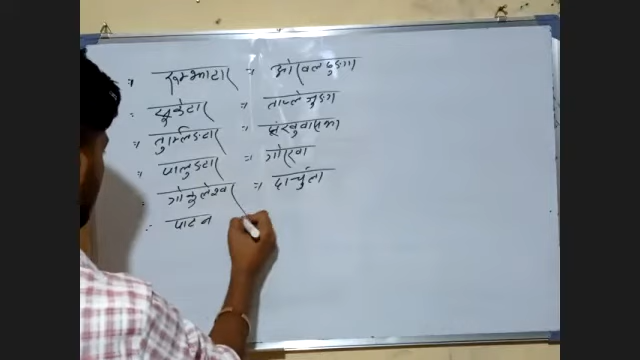 रुम्झाटार : ओखलढुङ्गा
सुकेटार : ताप्लेजुङ्ग
तुम्लिङटार : संखुवासभा
पालुङटार : गोरखा
गोकुलेश्वर : दार्चुला
पाटन